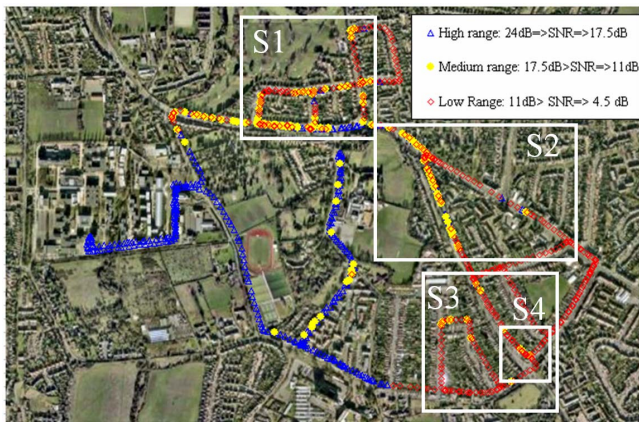 S1
High range: 24dB=>SNR=>17.5dB
Medium range: 17.5dB>SNR=>11dB
Low Range: 11dB> SNR=> 4.5 dB
S2
S3
S4